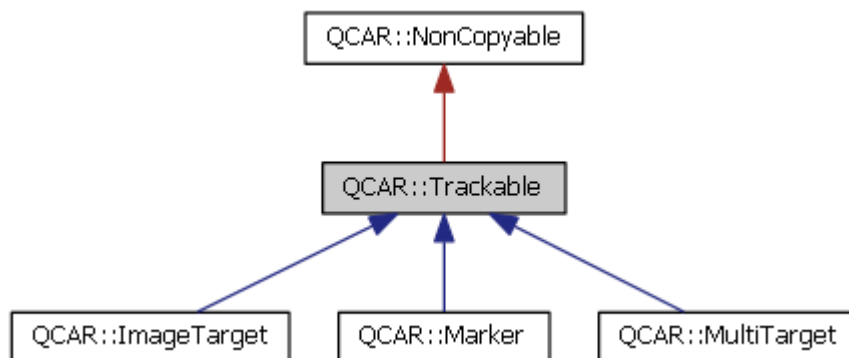 QCAR::NonCopyable
QCAR::Trackable
QCAR::ImageTarget
QCAR::Marker
QCAR::MultiTarget